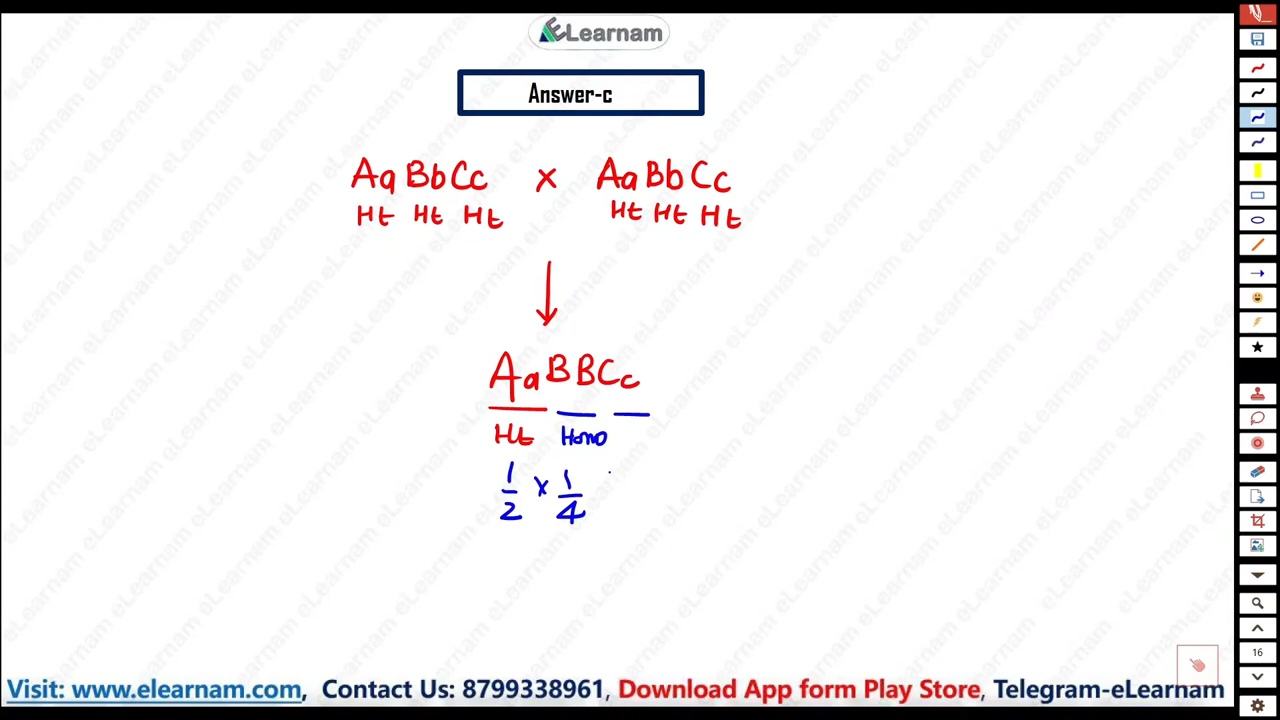 ELearnam
Answer-c
AaBbCc x AaBbCc
Ht Ht Ht Ht Ht Ht
AaBBCc
Ht Homo
1/2 x 1/4
16
Visit: www.elearnam.com, Contact Us: 8799338961, Download App form Play Store, Telegram-eLearnam